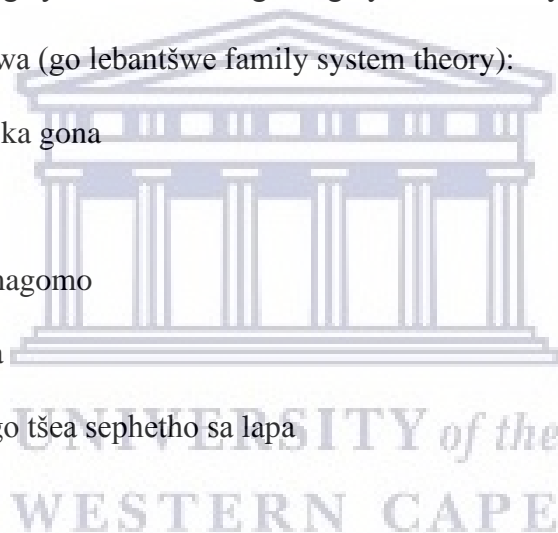 wa (go lebantšwe family system theory):
ka gona
nagomo
a
go tšea sephetho sa lapa
UNIVERSITY of the
WESTERN CAPE